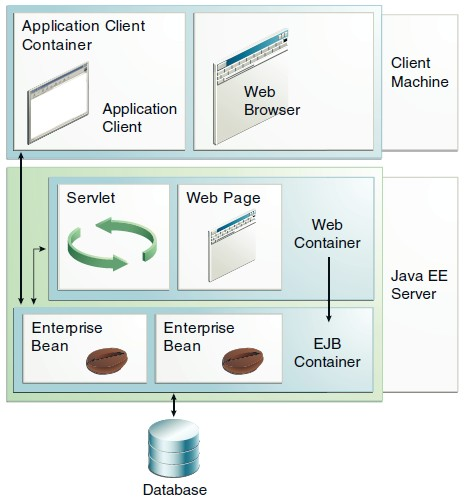 Application Client
Container
Application
Client
Web
Browser
Client
Machine
Servlet
Web Page
Web
Container
Java EE
Server
Enterprise
Bean
Enterprise
Bean
EJB
Container
Database